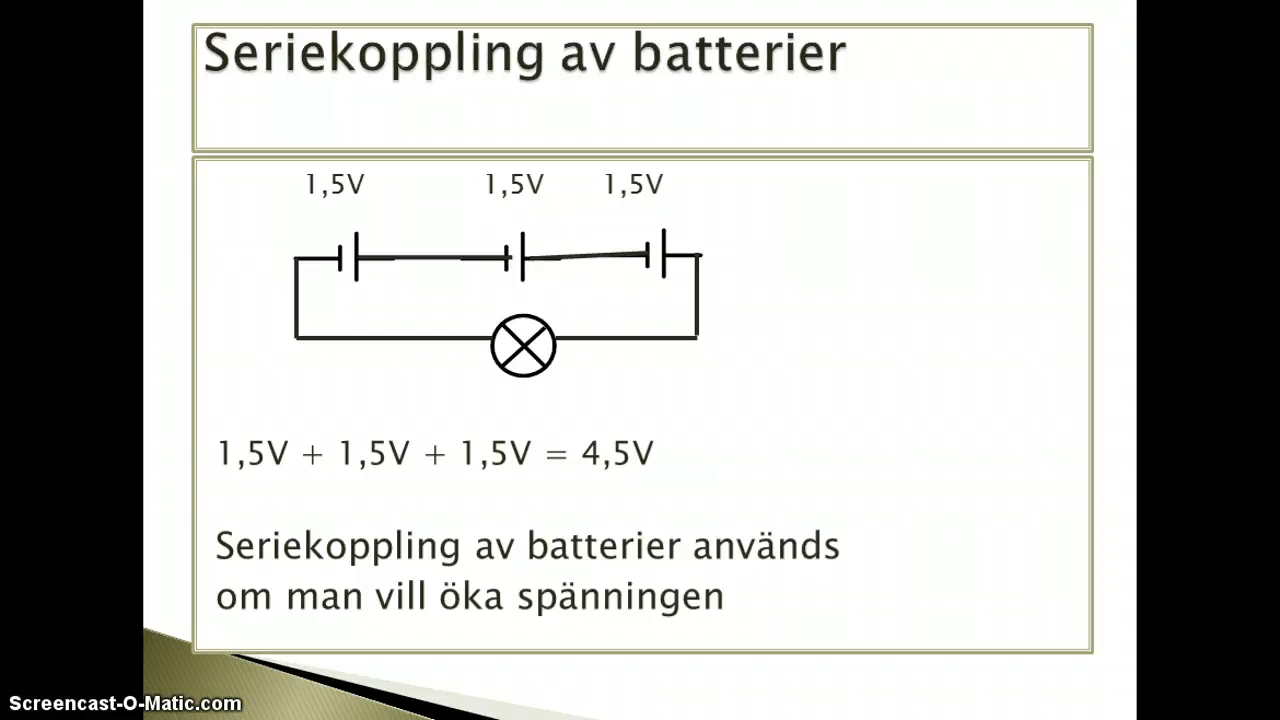 Seriekoppling av batterier
1,5V 1,5V 1,5V
1,5V + 1,5V + 1,5V = 4,5V
Seriekoppling av batterier används
om man vill öka spänningen
Screencast-O-Matic.com